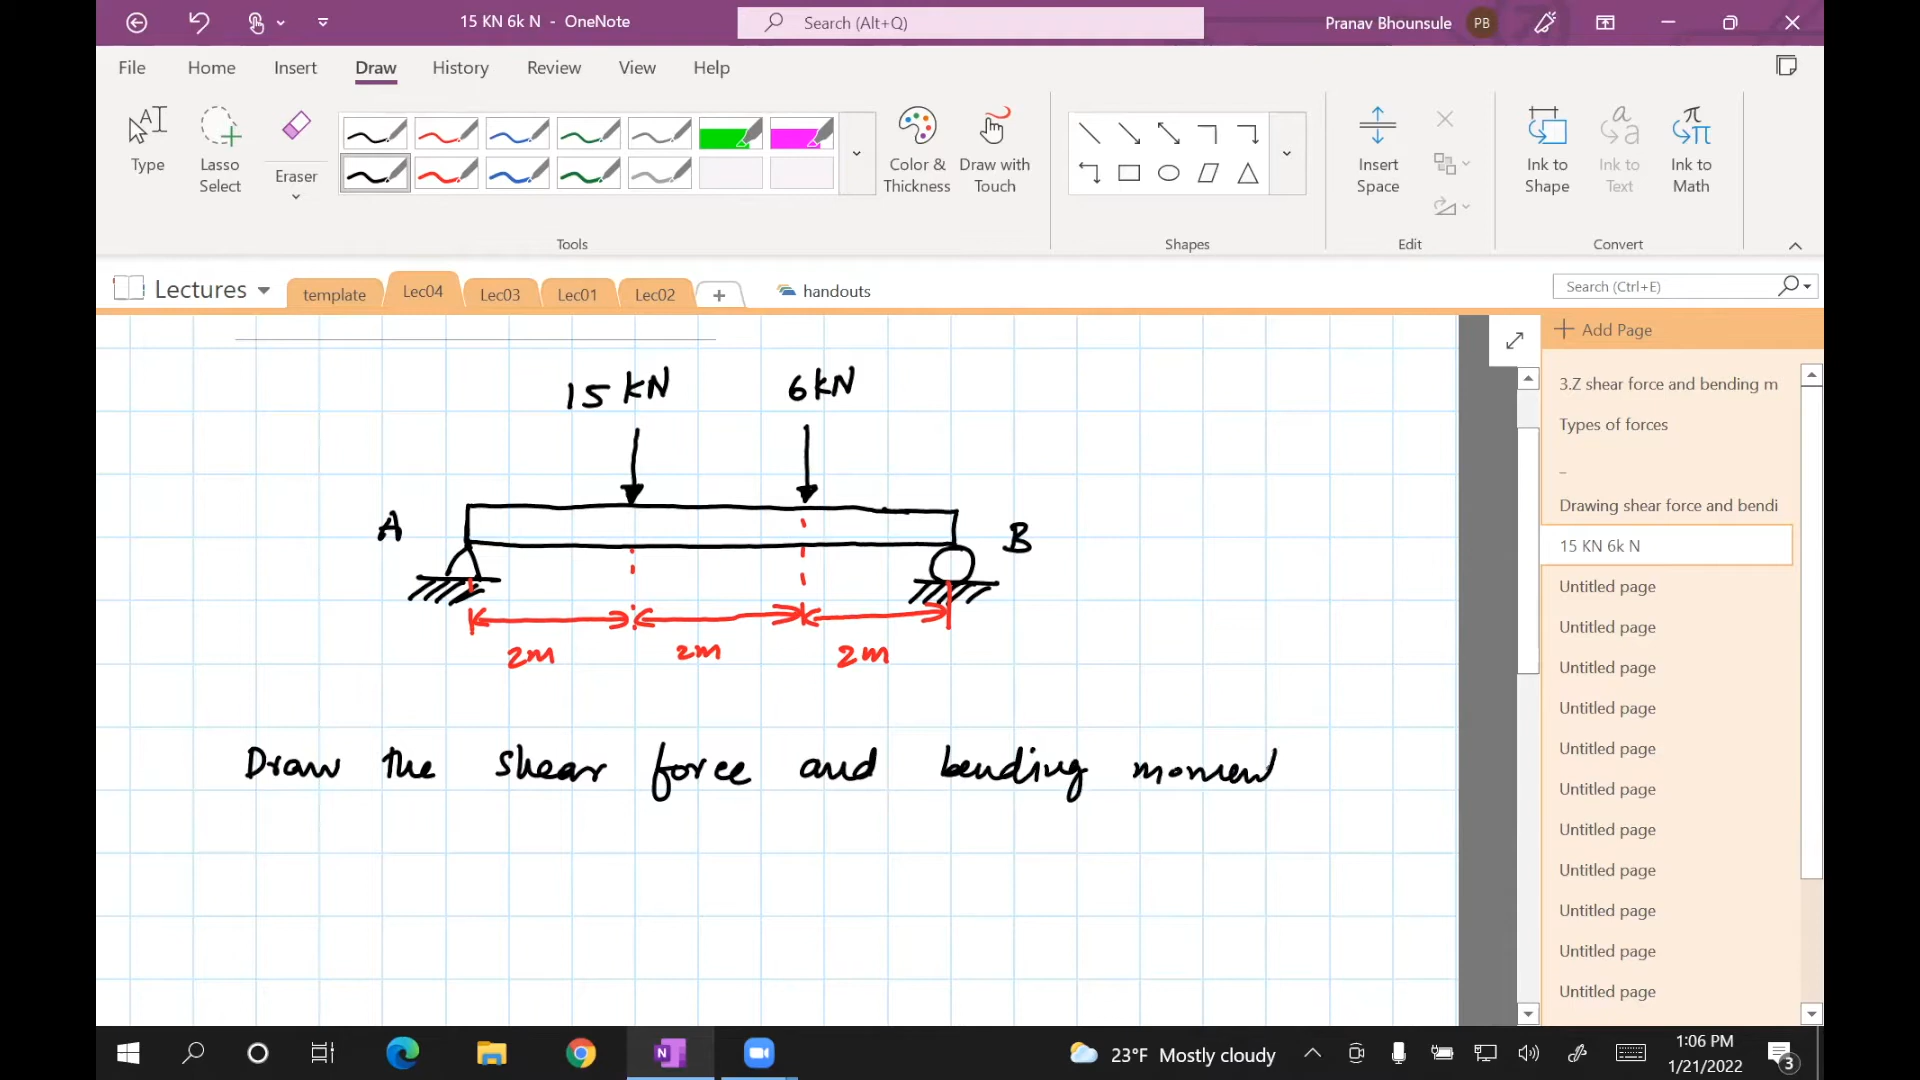 15 KN 6k N - OneNote
Search (Alt+Q)
Pranav Bhounsule
PB
File Home Insert Draw History Review View Help
Type
Lasso Select
Eraser
Color & Thickness
Draw with Touch
Insert Space
Ink to Shape
Ink to Text
Ink to Math
Tools
Shapes
Edit
Convert
Lectures
template
Lec04
Lec03
Lec01
Lec02
handouts
Search (Ctrl+E)
Add Page
15 kN
6 kN
A
B
2m
2m
2m
Draw the shear force and bending moment
3.Z shear force and bending m
Types of forces
Drawing shear force and bendi
15 KN 6k N
Untitled page
Untitled page
Untitled page
Untitled page
Untitled page
Untitled page
Untitled page
Untitled page
Untitled page
Untitled page
Untitled page
23°F Mostly cloudy
1:06 PM
1/21/2022
3